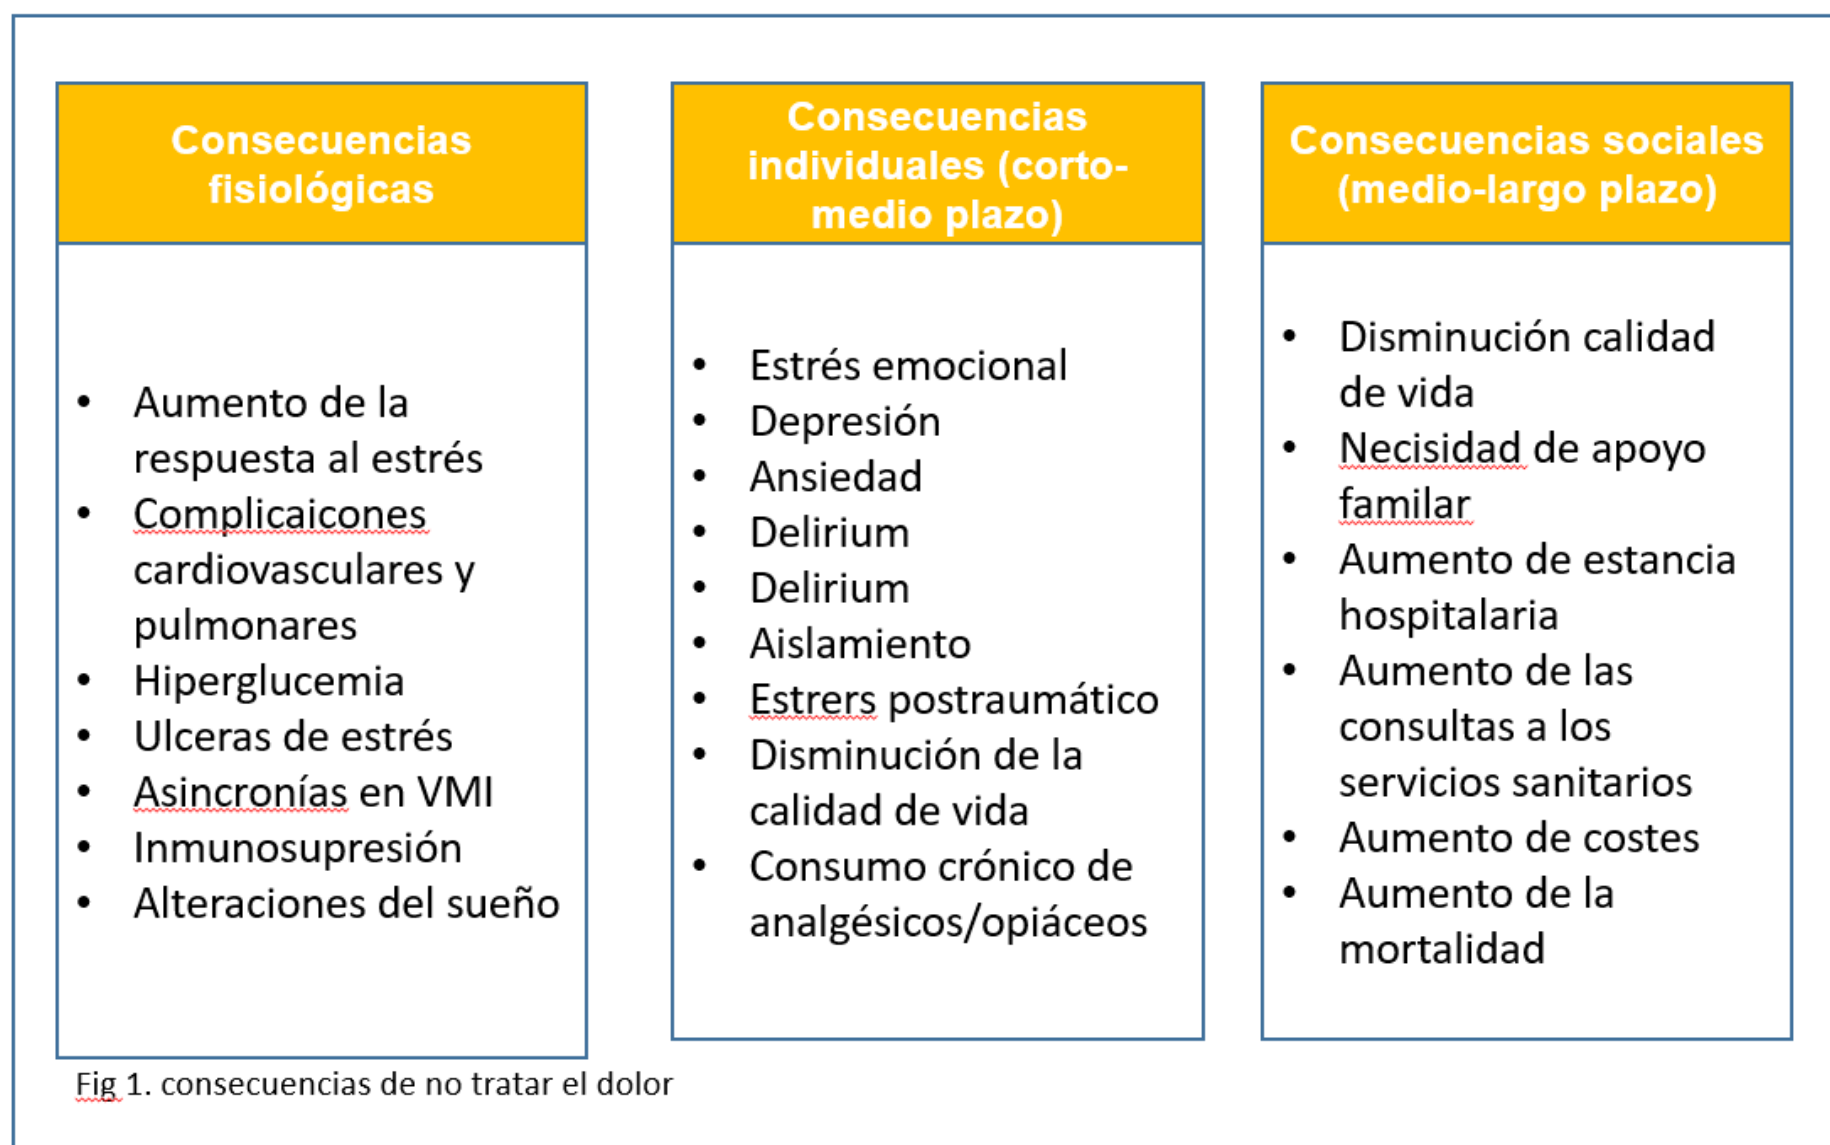 Consecuencias
fisiológicas
• Aumento de la
respuesta al estrés
• Complicaicones
cardiovasculares y
pulmonares
• Hiperglucemia
• Ulceras de estrés
• Asincronías en VMI
• Inmunosupresión
• Alteraciones del sueño
Consecuencias
individuales (corto-
medio plazo)
• Estrés emocional
• Depresión
• Ansiedad
• Delirium
• Delirium
• Aislamiento
• Estrers postraumático
• Disminución de la
calidad de vida
• Consumo crónico de
analgésicos/opiáceos
Consecuencias sociales
(medio-largo plazo)
• Disminución calidad
de vida
• Necisidad de apoyo
familar
• Aumento de estancia
hospitalaria
• Aumento de las
consultas a los
servicios sanitarios
• Aumento de costes
• Aumento de la
mortalidad
Fig 1. consecuencias de no tratar el dolor